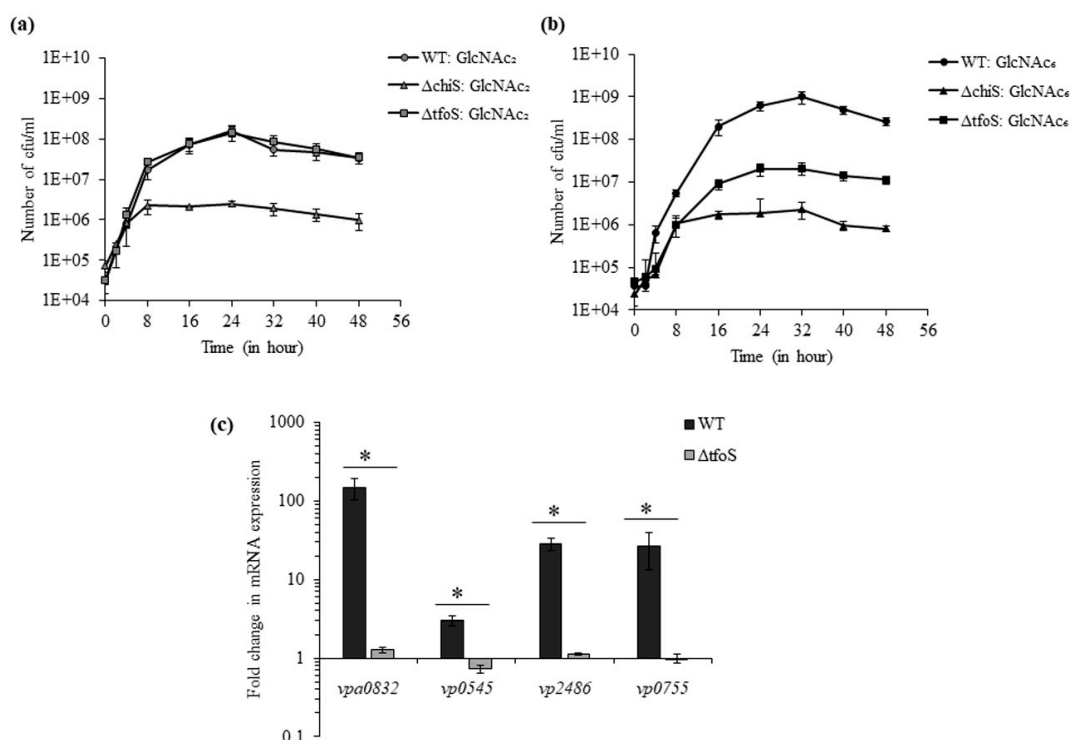 (a)
Number of cfu/ml
1E+10
1E+09
1E+08
1E+07
1E+06
1E+05
1E+04
0 8 16 24 32 40 48 56
Time (in hour)
WT: GlcNAc₂
ΔchiS: GlcNAc₂
ΔtfoS: GlcNAc₂
(b)
Number of cfu/ml
1E+10
1E+09
1E+08
1E+07
1E+06
1E+05
1E+04
0 8 16 24 32 40 48 56
Time (in hour)
WT: GlcNAc₆
ΔchiS: GlcNAc₆
ΔtfoS: GlcNAc₆
(c)
Fold change in mRNA expression
1000
100
10
1
0.1
* * * *
vpa0832 vp0545 vp2486 vp0755
WT
ΔtfoS